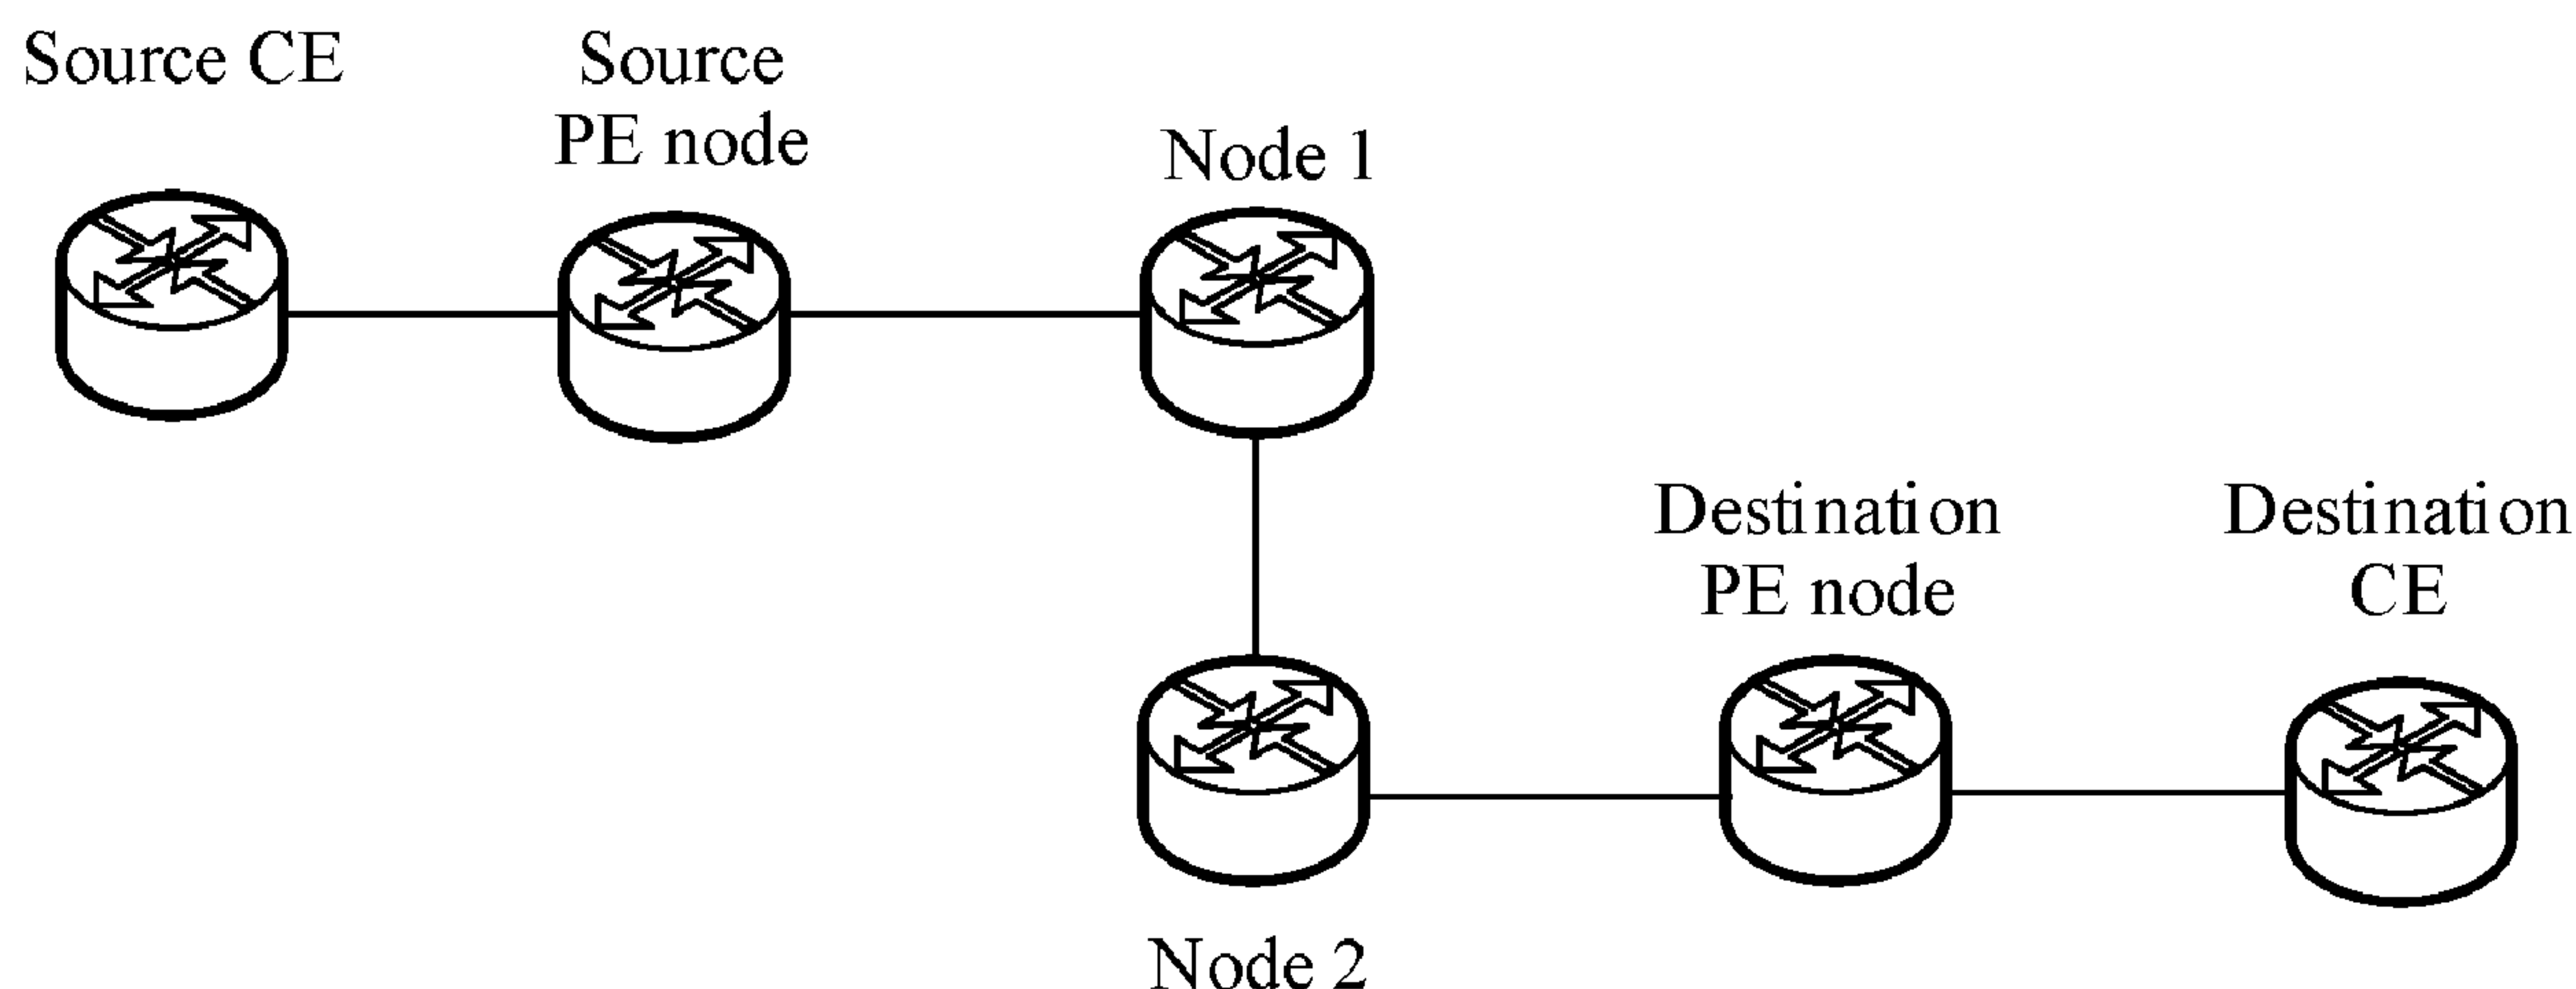 Source CE
Source
PE node
Node 1
Destination
PE node
Destination
CE
Node 2